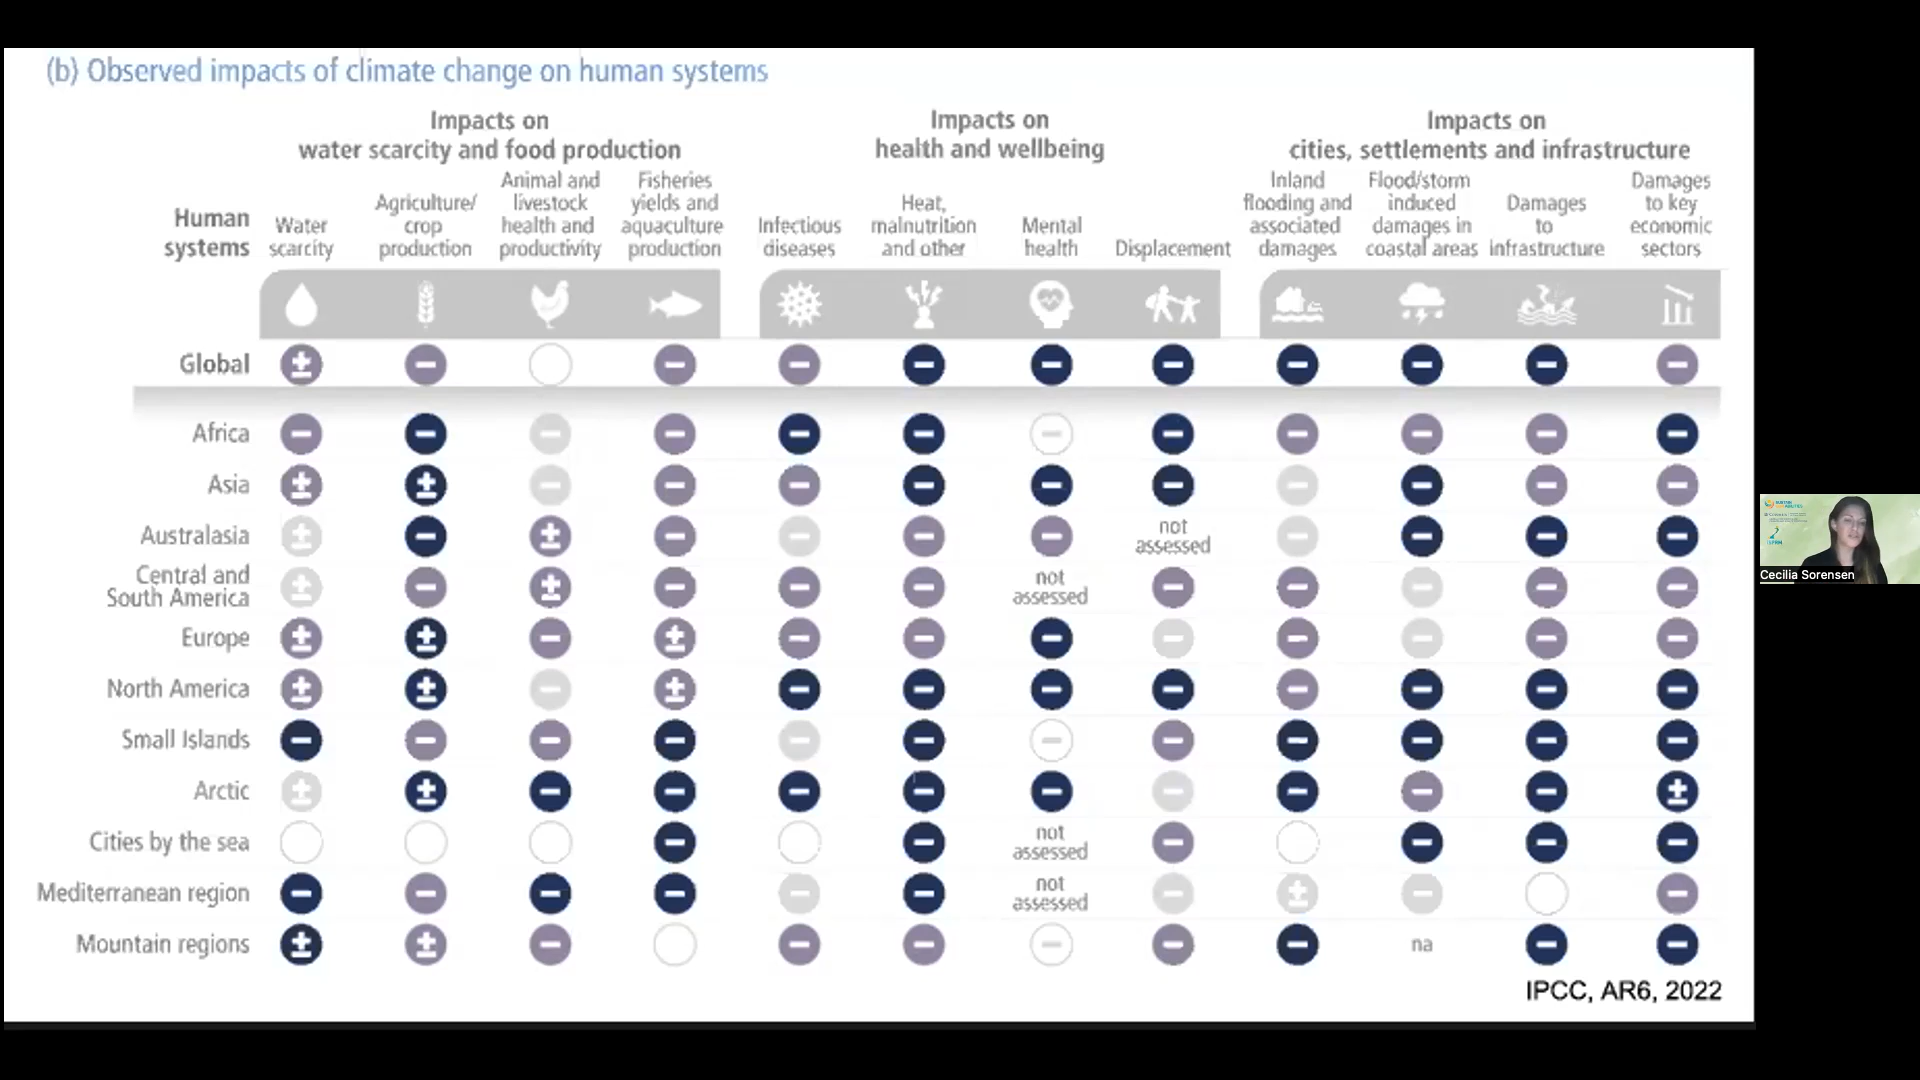 (b) Observed impacts of climate change on human systems
Impacts on
water scarcity and food production
Impacts on
health and wellbeing
Impacts on
cities, settlements and infrastructure
Human
systems
Water
scarcity
Agriculture/
crop
production
Animal and
livestock
health and
productivity
Fisheries
yields and
aquaculture
production
Infectious
diseases
Heat,
malnutrition
and other
Mental
health
Displacement
Inland
flooding and
associated
damages
Flood/storm
induced
damages in
coastal areas
Damages
to
infrastructure
Damages
to key
economic
sectors
Global ± − − − − − − − − − −
Africa − − − − − − − − − − − −
Asia ± ± − − − − − − − − − −
Australasia ± − ± − − − − not assessed − − − −
Central and
South America ± − ± − − − not assessed − − − − −
Europe ± ± − ± − − − − − − − −
North America ± ± − ± − − − − − − − −
Small Islands − − − − − − − − − − − −
Arctic ± ± − − − − − − − − − ±
Cities by the sea − − not assessed − − − −
Mediterranean region − − − − − − not assessed − ± − −
Mountain regions ± ± − − − − − − na − −
IPCC, AR6, 2022
Cecilia Sorensen